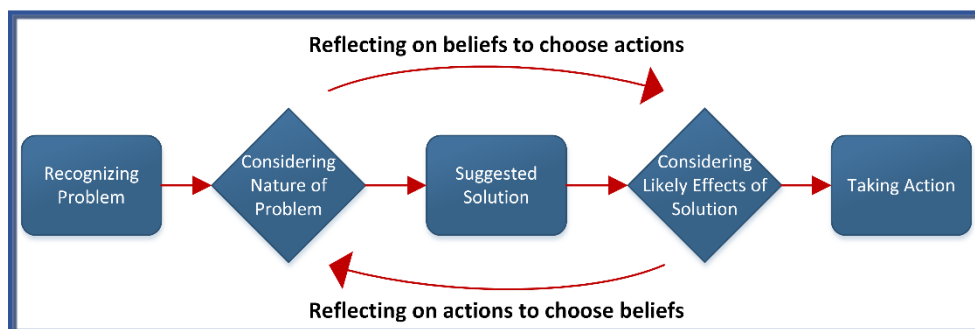 Reflecting on beliefs to choose actions
Recognizing
Problem
Considering
Nature of
Problem
Suggested
Solution
Considering
Likely Effects of
Solution
Taking Action
Reflecting on actions to choose beliefs